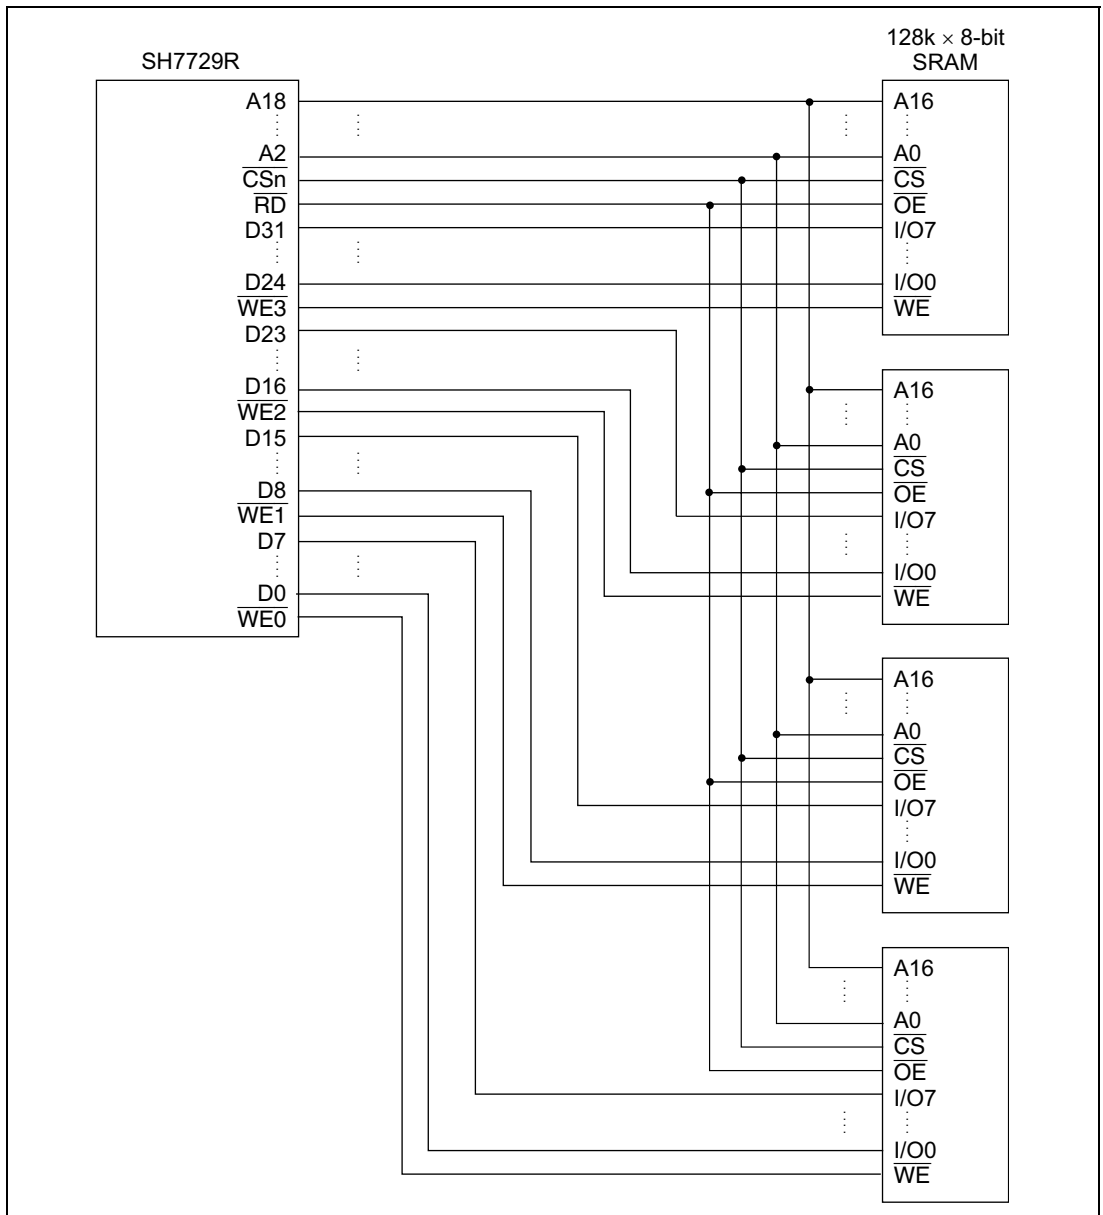 SH7729R
A18
A2
CSn
RD
D31
D24
WE3
D23
D16
WE2
D15
D8
WE1
D7
D0
WE0
128k × 8-bit
SRAM
A16
A0
CS
OE
I/O7
I/O0
WE
A16
A0
CS
OE
I/O7
I/O0
WE
A16
A0
CS
OE
I/O7
I/O0
WE
A16
A0
CS
OE
I/O7
I/O0
WE